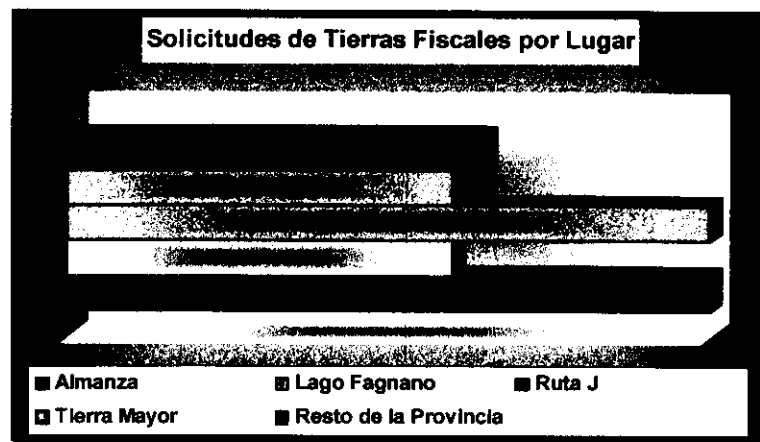 Solicitudes de Tierras Fiscales por Lugar
Almanza Lago Fagnano Ruta J
Tierra Mayor Resto de la Provincia